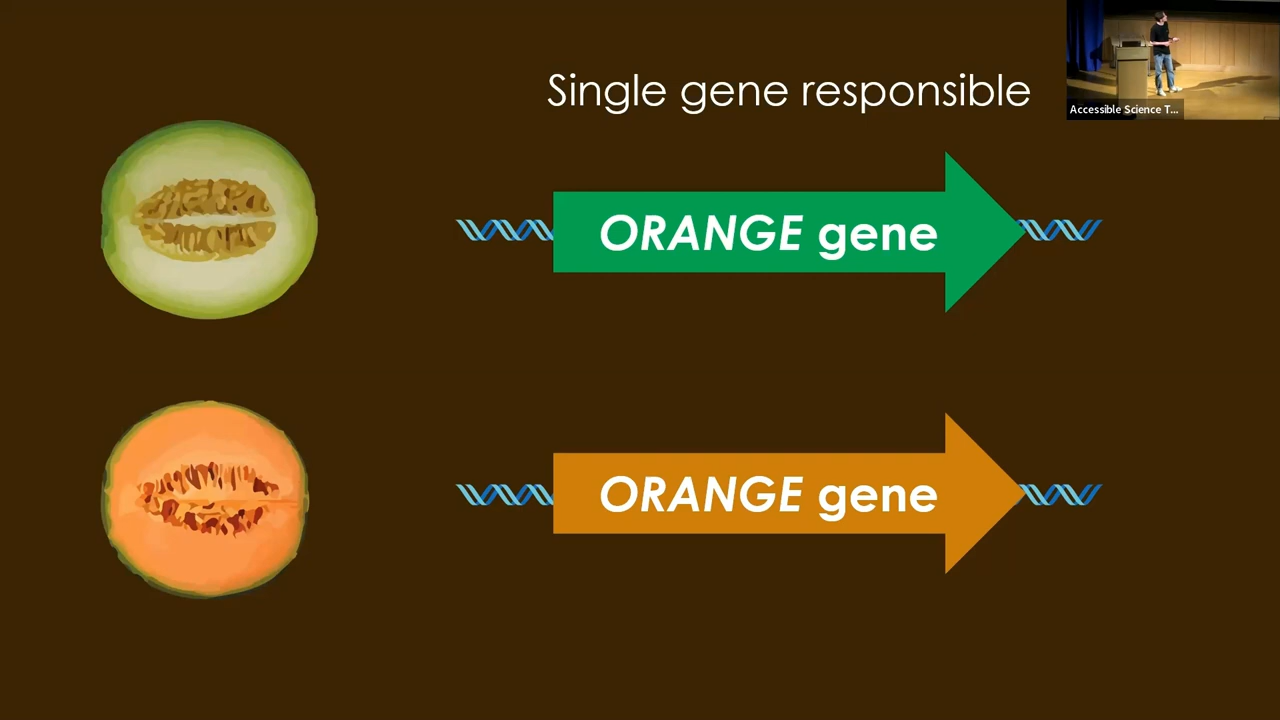 Single gene responsible
Accessible Science T...
ORANGE gene
ORANGE gene